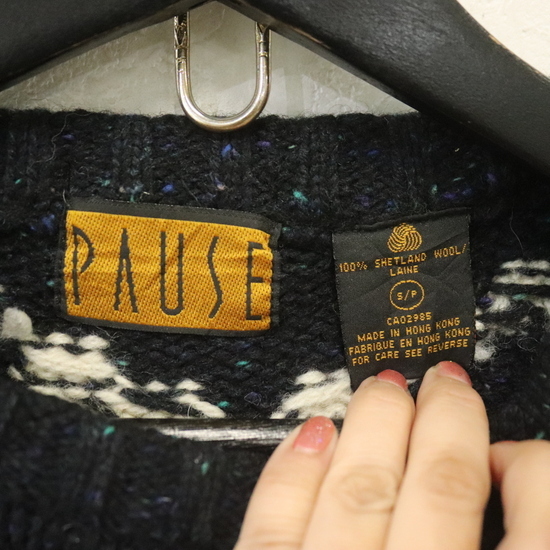 PAUSE
100% SHETLAND WOOL/
LAINE
S/P
CA02985
MADE IN HONG KONG
FABRIQUE EN HONG KONG
FOR CARE SEE REVERSE